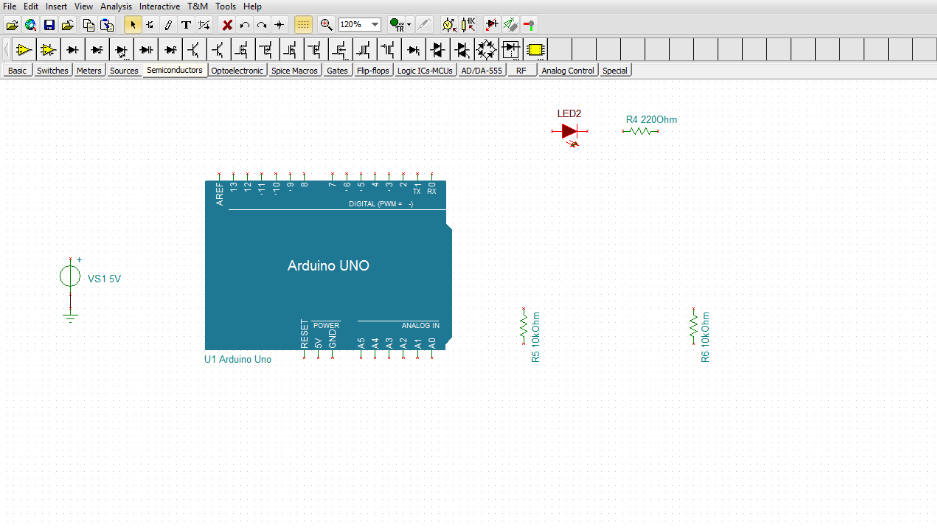 File Edit Insert View Analysis Interactive T&M Tools Help
120%
Basic Switches Meters Sources Semiconductors Optoelectronic Spice Macros Gates Flip-flops Logic ICs-MCUs AD/DA-555 RF Analog Control Special
LED2
R4 220Ohm
AREF 13 12 -11 -10 -9 8 7 -6 -5 4 -3 2 TX 1 RX 0
DIGITAL (PWM = -)
Arduino UNO
VS1 5V
+
POWER
ANALOG IN
RESET 5V GND A5 A4 A3 A2 A1 A0
U1 Arduino Uno
R5 10kOhm
R6 10kOhm